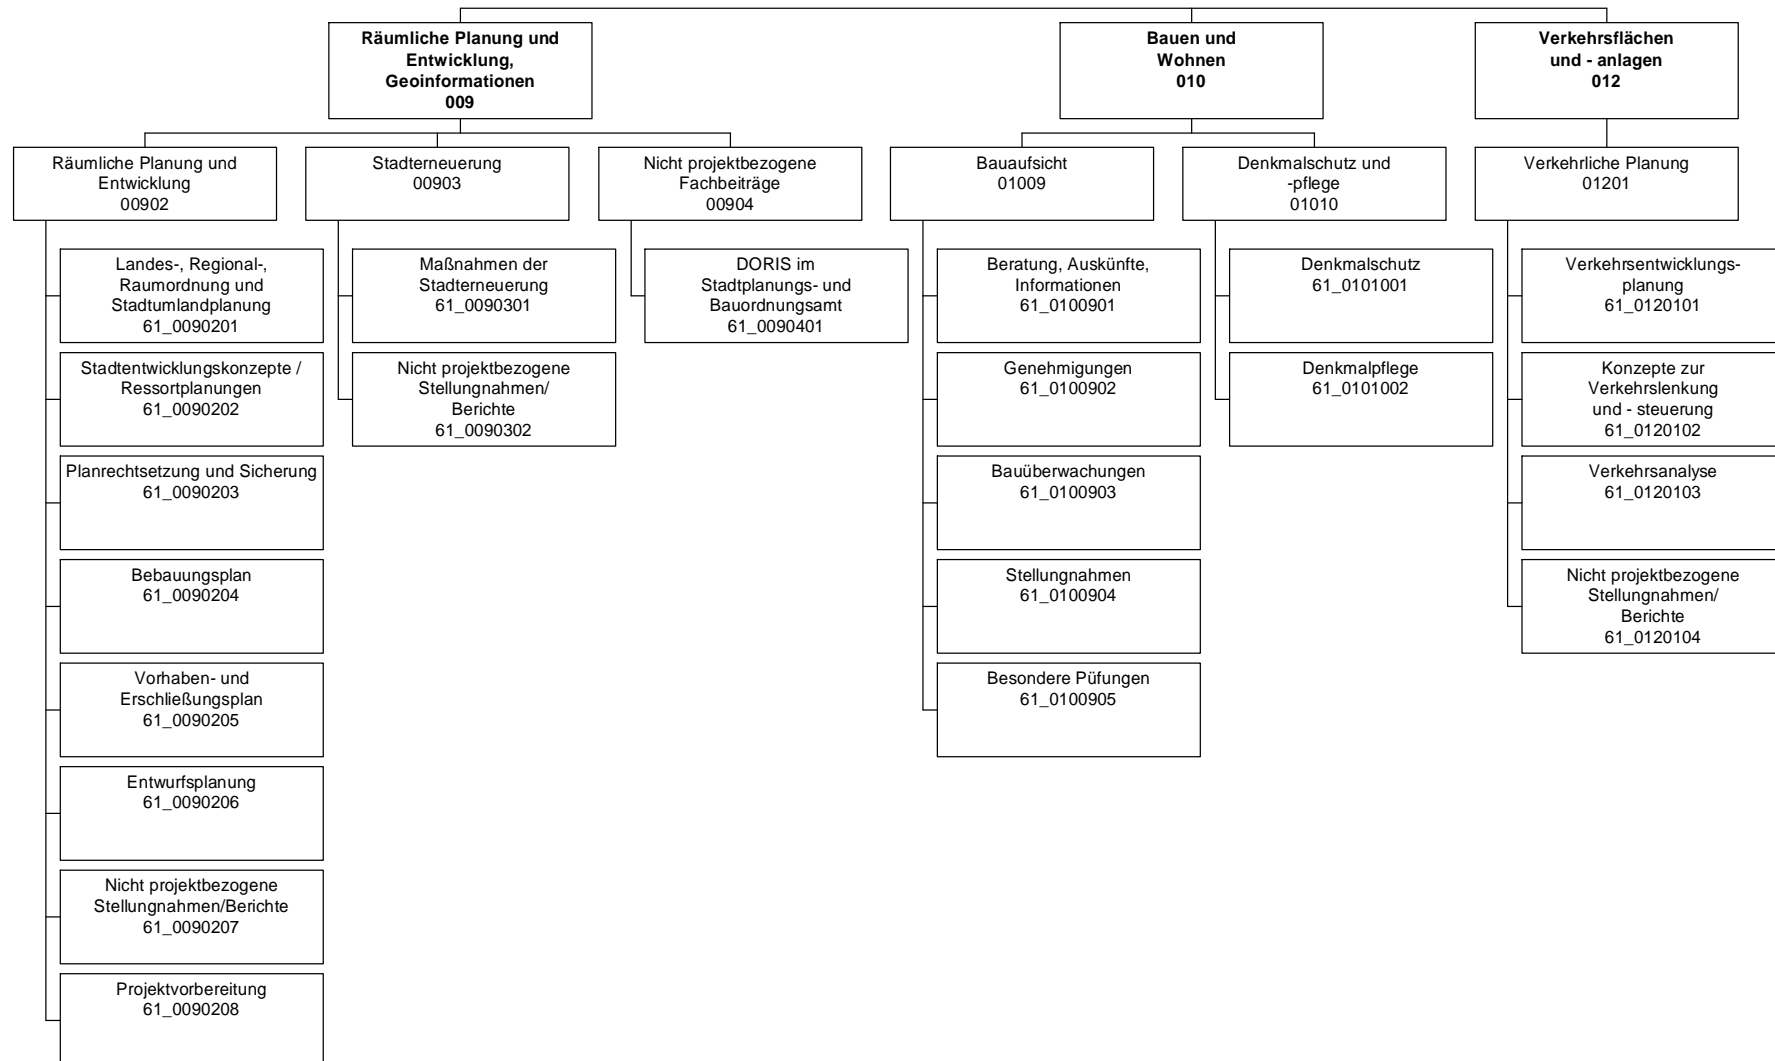 Räumliche Planung und
Entwicklung,
Geoinformationen
009
Bauen und
Wohnen
010
Verkehrsflächen
und - anlagen
012
Räumliche Planung und
Entwicklung
00902
Stadterneuerung
00903
Nicht projektbezogene
Fachbeiträge
00904
Bauaufsicht
01009
Denkmalschutz und
-pflege
01010
Verkehrliche Planung
01201
Landes-, Regional-,
Raumordnung und
Stadtumlandplanung
61_0090201
Stadtentwicklungskonzepte /
Ressortplanungen
61_0090202
Planrechtsetzung und Sicherung
61_0090203
Bebauungsplan
61_0090204
Vorhaben- und
Erschließungsplan
61_0090205
Entwurfsplanung
61_0090206
Nicht projektbezogene
Stellungnahmen/Berichte
61_0090207
Projektvorbereitung
61_0090208
Maßnahmen der
Stadterneuerung
61_0090301
Nicht projektbezogene
Stellungnahmen/
Berichte
61_0090302
DORIS im
Stadtplanungs- und
Bauordnungsamt
61_0090401
Beratung, Auskünfte,
Informationen
61_0100901
Genehmigungen
61_0100902
Bauüberwachungen
61_0100903
Stellungnahmen
61_0100904
Besondere Püfungen
61_0100905
Denkmalschutz
61_0101001
Denkmalpflege
61_0101002
Verkehrsentwicklungs-
planung
61_0120101
Konzepte zur
Verkehrslenkung
und - steuerung
61_0120102
Verkehrsanalyse
61_0120103
Nicht projektbezogene
Stellungnahmen/
Berichte
61_0120104